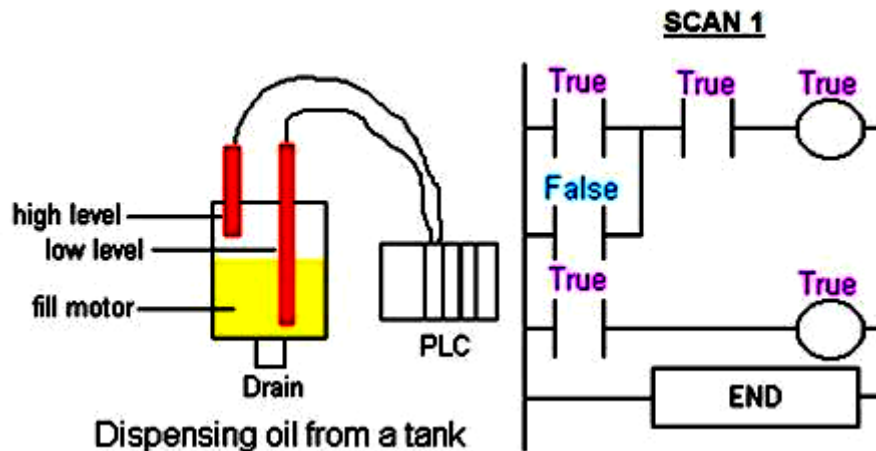 SCAN 1
True True True
False
True True
END
high level
low level
fill motor
PLC
Drain
Dispensing oil from a tank